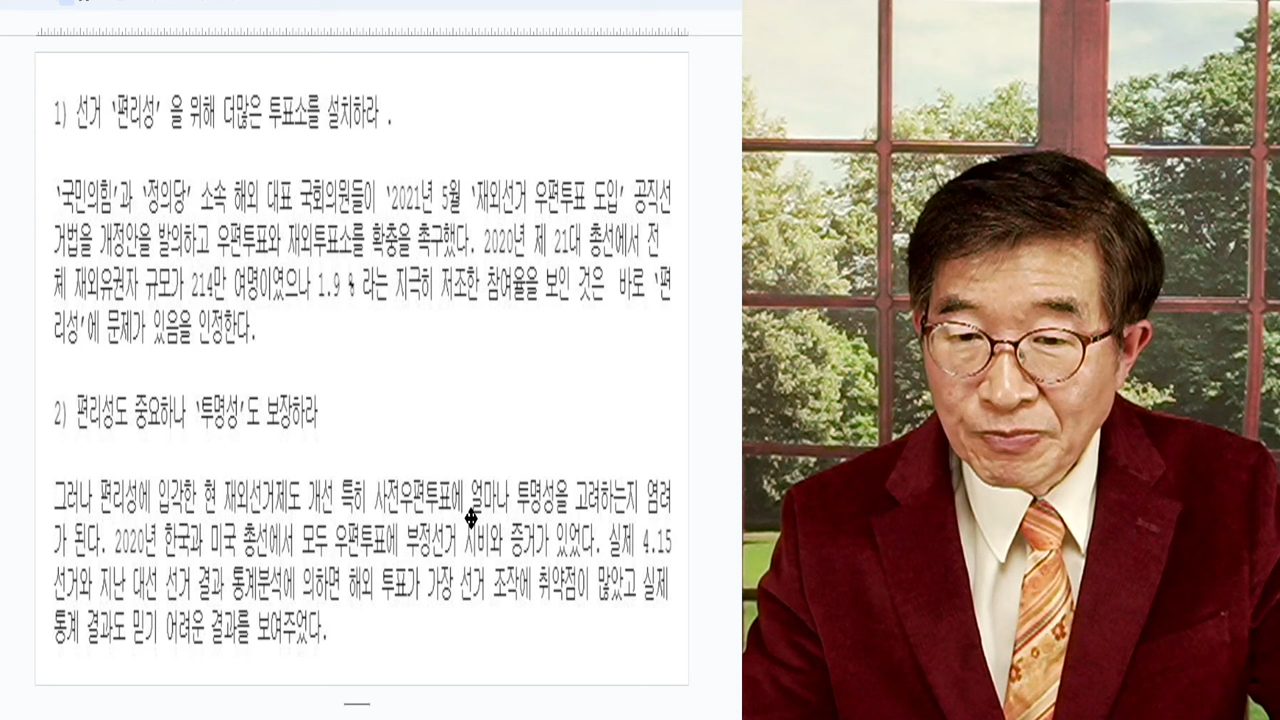 1) 선거 '편리성' 을 위해 더많은 투표소를 설치하라 .
'국민의힘'과 '정의당' 소속 해외 대표 국회의원들이 '2021년 5월 '재외선거 우편투표 도입' 공직선
거법을 개정안을 발의하고 우편투표와 재외투표소를 확충을 촉구했다. 2020년 제 21대 총선에서 전
체 재외유권자 규모가 214만 여명이였으나 1.9 % 라는 지극히 저조한 참여율을 보인 것은 바로 '편
리성'에 문제가 있음을 인정한다.
2) 편리성도 중요하나 '투명성'도 보장하라
그러나 편리성에 입각한 현 재외선거제도 개선 특히 사전우편투표에 얼마나 투명성을 고려하는지 염려
가 된다. 2020년 한국과 미국 총선에서 모두 우편투표에 부정선거 시비와 증거가 있었다. 실제 4.15
선거와 지난 대선 선거 결과 통계분석에 의하면 해외 투표가 가장 선거 조작에 취약점이 많았고 실제
통계 결과도 믿기 어려운 결과를 보여주었다.